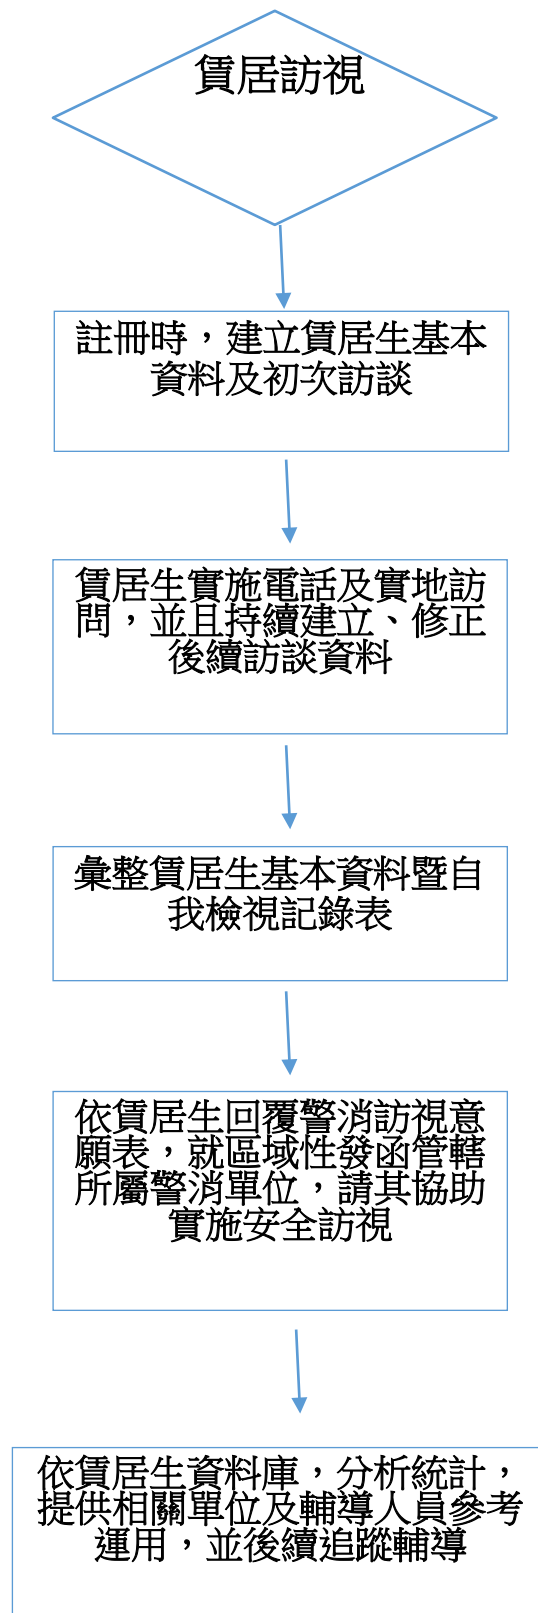 賃居訪視
註冊時，建立賃居生基本
資料及初次訪談
賃居生實施電話及實地訪
問，並且持續建立、修正
後續訪談資料
彙整賃居生基本資料暨自
我檢視記錄表
依賃居生回覆警消訪視意
願表，就區域性發函管轄
所屬警消單位，請其協助
實施安全訪視
依賃居生資料庫，分析統計，
提供相關單位及輔導人員參考
運用，並後續追蹤輔導